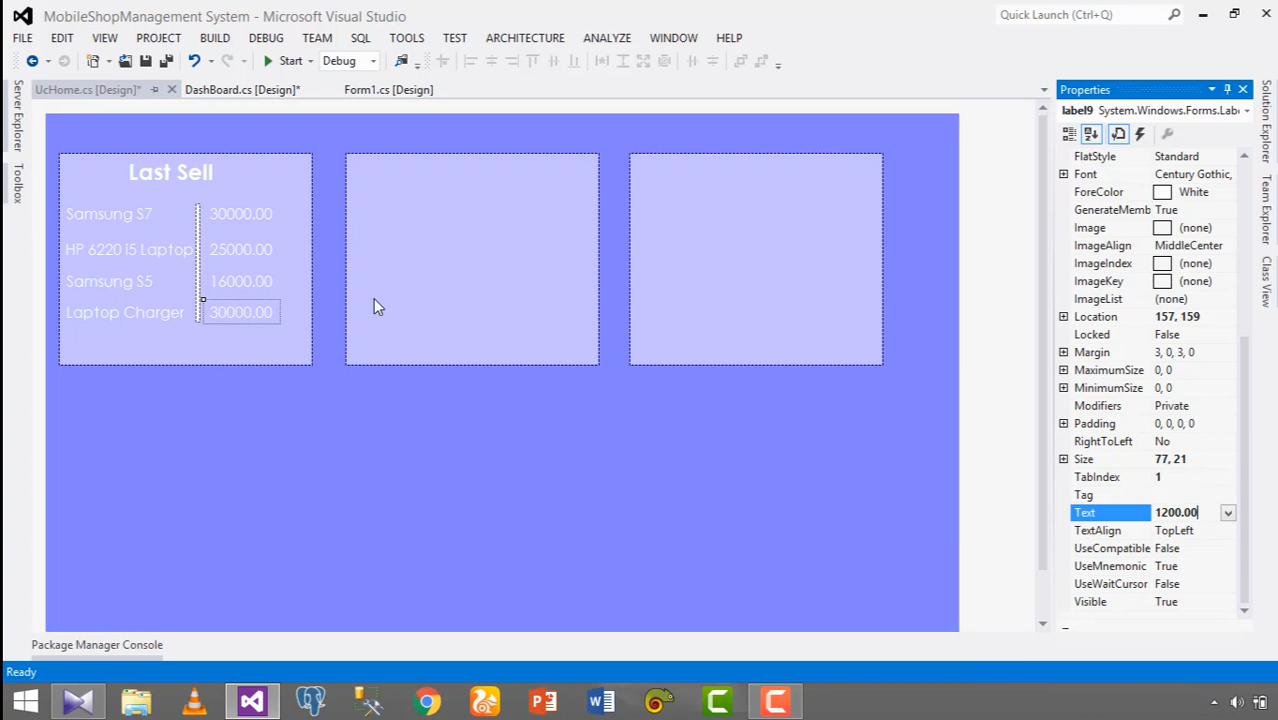 MobileShopManagement System - Microsoft Visual Studio
Quick Launch (Ctrl+Q)
FILE EDIT VIEW PROJECT BUILD DEBUG TEAM SQL TOOLS TEST ARCHITECTURE ANALYZE WINDOW HELP
Start Debug
UcHome.cs [Design]* DashBoard.cs [Design]* Form1.cs [Design]
Server Explorer
Toolbox
Last Sell
Samsung S7 30000.00
HP 6220 I5 Laptop 25000.00
Samsung S5 16000.00
Laptop Charger 30000.00
Properties
label9 System.Windows.Forms.Labe
FlatStyle Standard
Font Century Gothic,
ForeColor White
GenerateMemb True
Image (none)
ImageAlign MiddleCenter
ImageIndex (none)
ImageKey (none)
ImageList (none)
Location 157, 159
Locked False
Margin 3, 0, 3, 0
MaximumSize 0, 0
MinimumSize 0, 0
Modifiers Private
Padding 0, 0, 0, 0
RightToLeft No
Size 77, 21
TabIndex 1
Tag
Text 1200.00
TextAlign TopLeft
UseCompatible False
UseMnemonic True
UseWaitCursor False
Visible True
Solution Explorer
Team Explorer
Class View
Package Manager Console
Ready